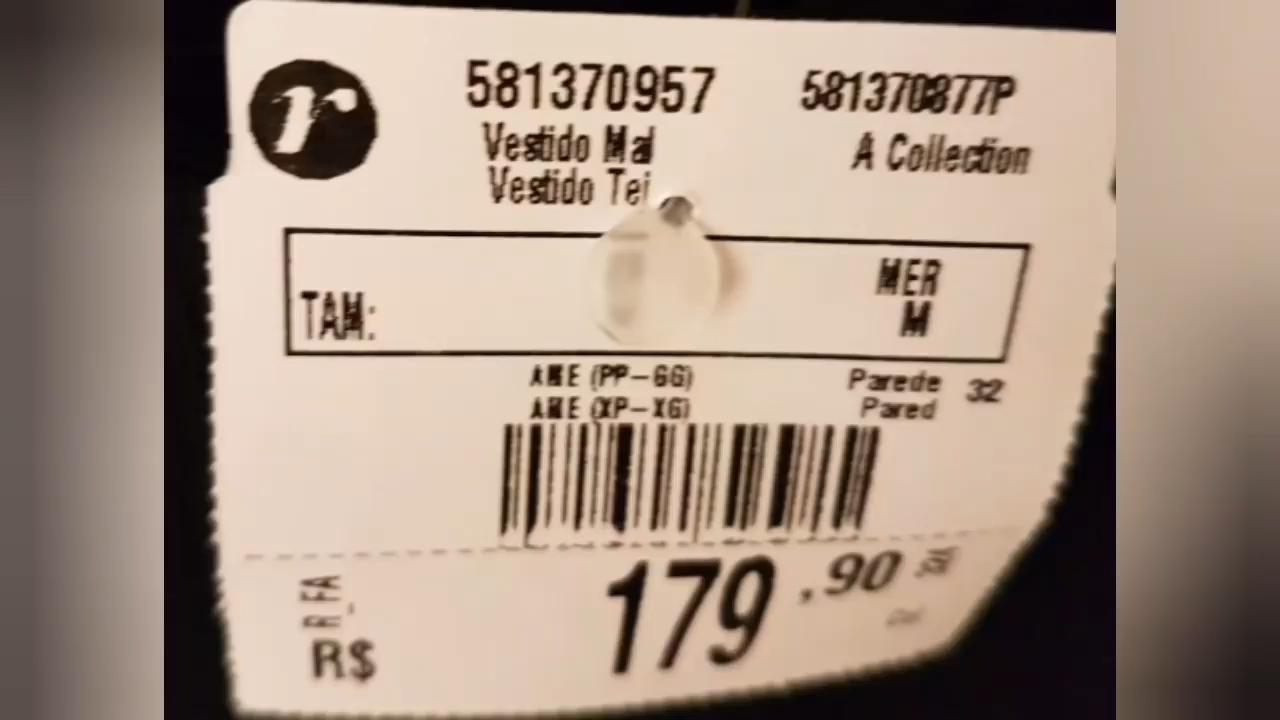 r
581370957 581370877P
Vestido Mal A Collection
Vestido Tei
MER
TAM: M
AME (PP-GG) Parede 32
AME (XP-XG) Pared
179,90
R$